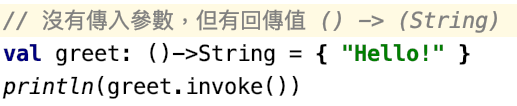 // 沒有傳入參數，但有回傳值 () -> (String)
val greet: ()->String = { "Hello!" }
println(greet.invoke())